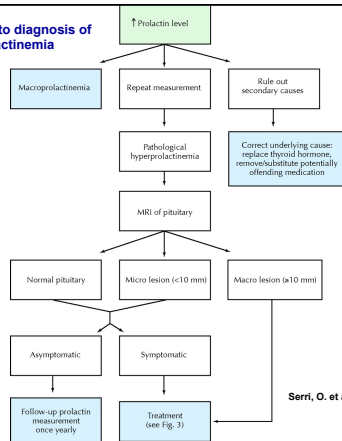 to diagnosis of
actinemia
↑ Prolactin level
Macroprolactinemia
Repeat measurement
Rule out
secondary causes
Pathological
hyperprolactinemia
Correct underlying cause:
replace thyroid hormone,
remove/substitute potentially
offending medication
MRI of pituitary
Normal pituitary
Micro lesion (<10 mm)
Macro lesion (≥10 mm)
Asymptomatic
Symptomatic
Follow-up prolactin
measurement
once yearly
Treatment
(see Fig. 3)
Serri, O. et a